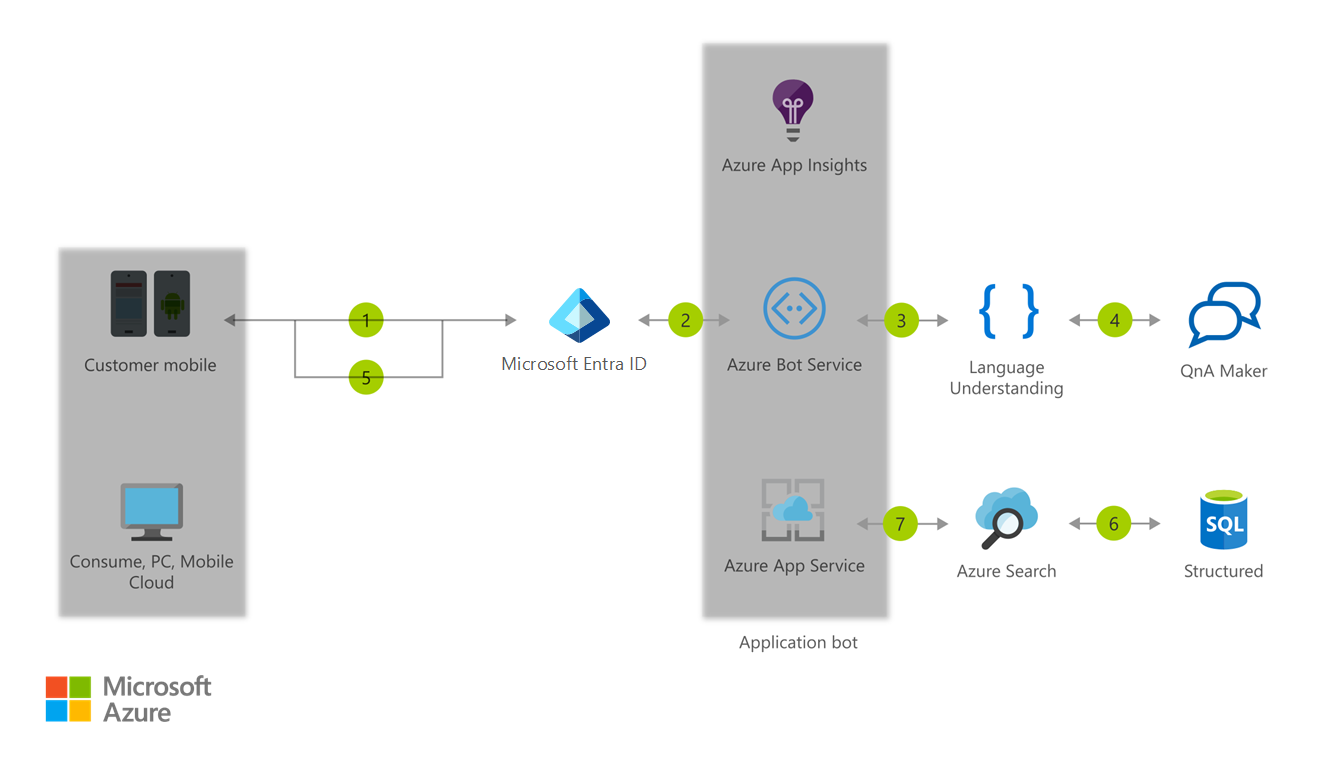 Azure App Insights
1
2
3
4
Customer mobile
Microsoft Entra ID
Azure Bot Service
Language
Understanding
QnA Maker
5
7
6
SQL
Consume, PC, Mobile
Cloud
Azure App Service
Azure Search
Structured
Application bot
Microsoft
Azure